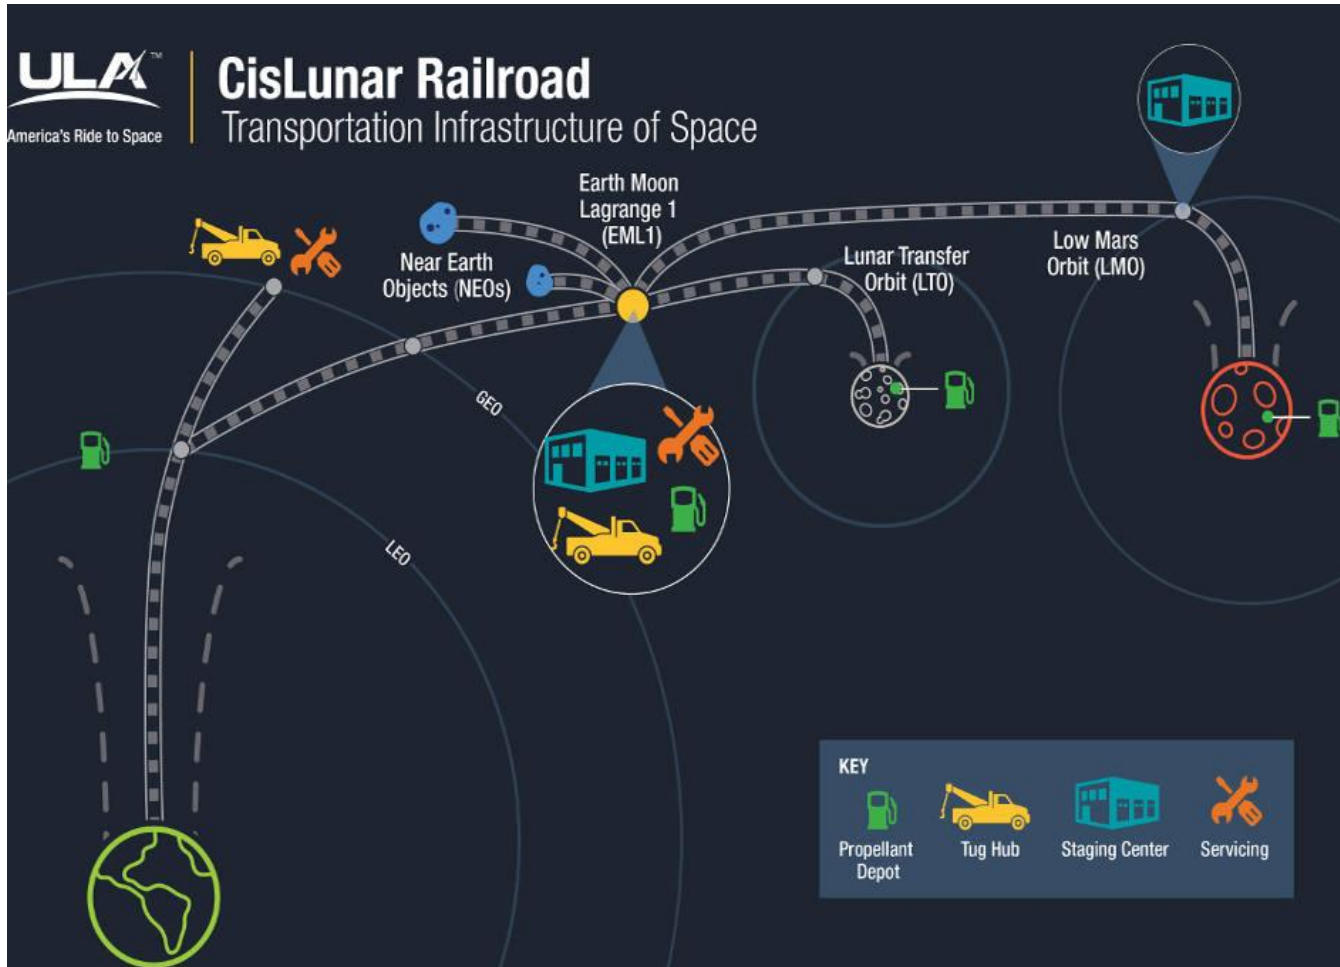 ULA™
America's Ride to Space
CisLunar Railroad
Transportation Infrastructure of Space
Earth Moon
Lagrange 1
(EML1)
Near Earth
Objects (NEOs)
Lunar Transfer
Orbit (LTO)
Low Mars
Orbit (LMO)
GEO
LEO
KEY
Propellant
Depot
Tug Hub
Staging Center
Servicing